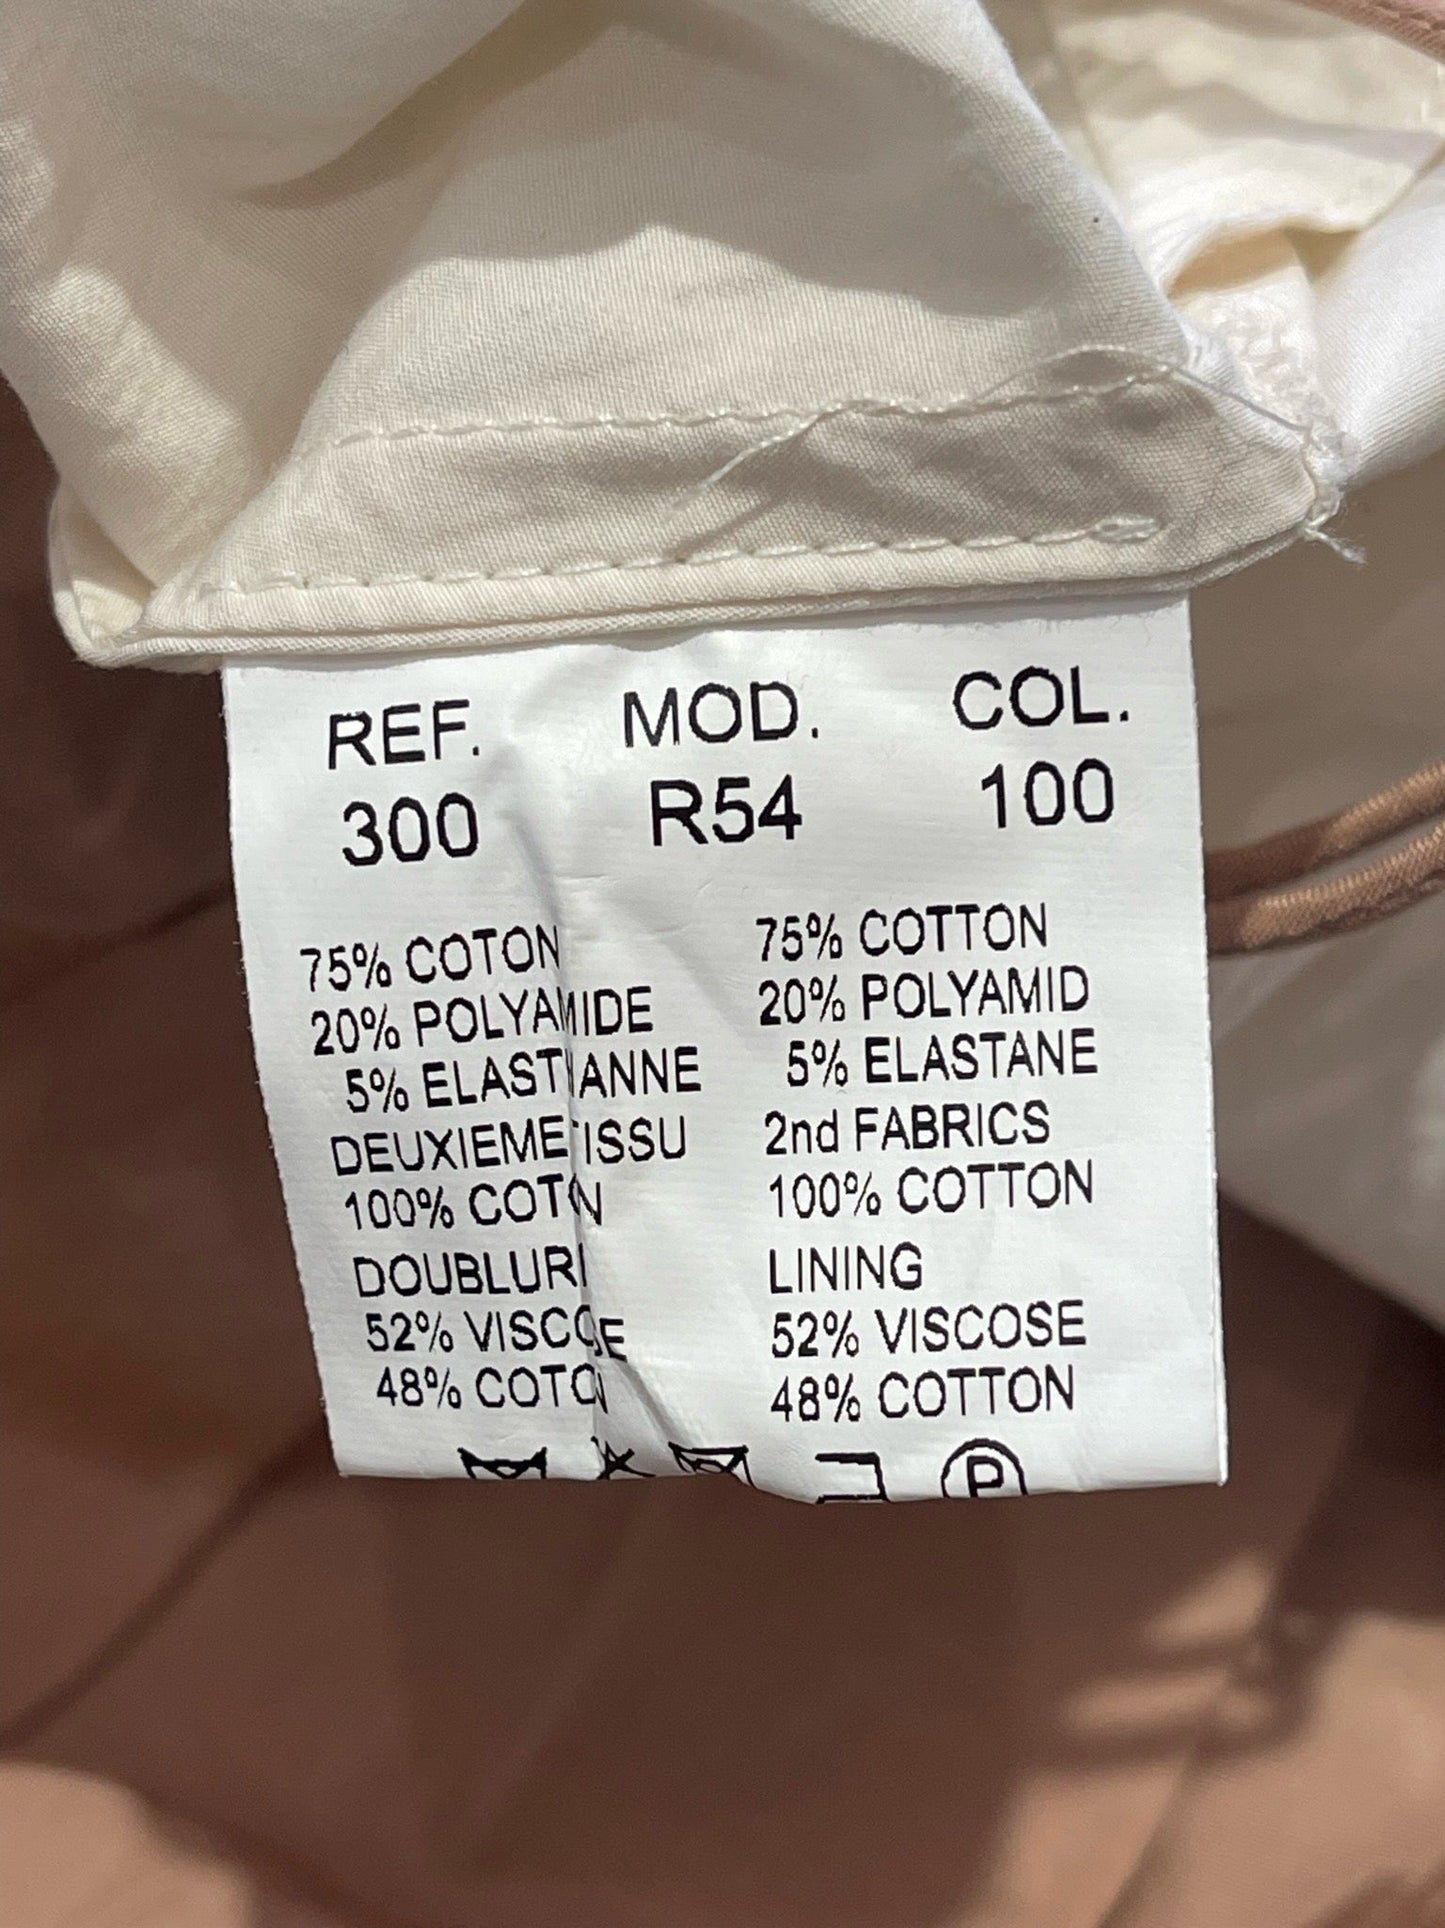 REF. MOD. COL.
300 R54 100
75% COTON
20% POLYAMIDE
5% ELASTHANNE
DEUXIEME TISSU
100% COTON
DOUBLURE
52% VISCOSE
48% COTON
75% COTTON
20% POLYAMID
5% ELASTANE
2nd FABRICS
100% COTTON
LINING
52% VISCOSE
48% COTTON
P